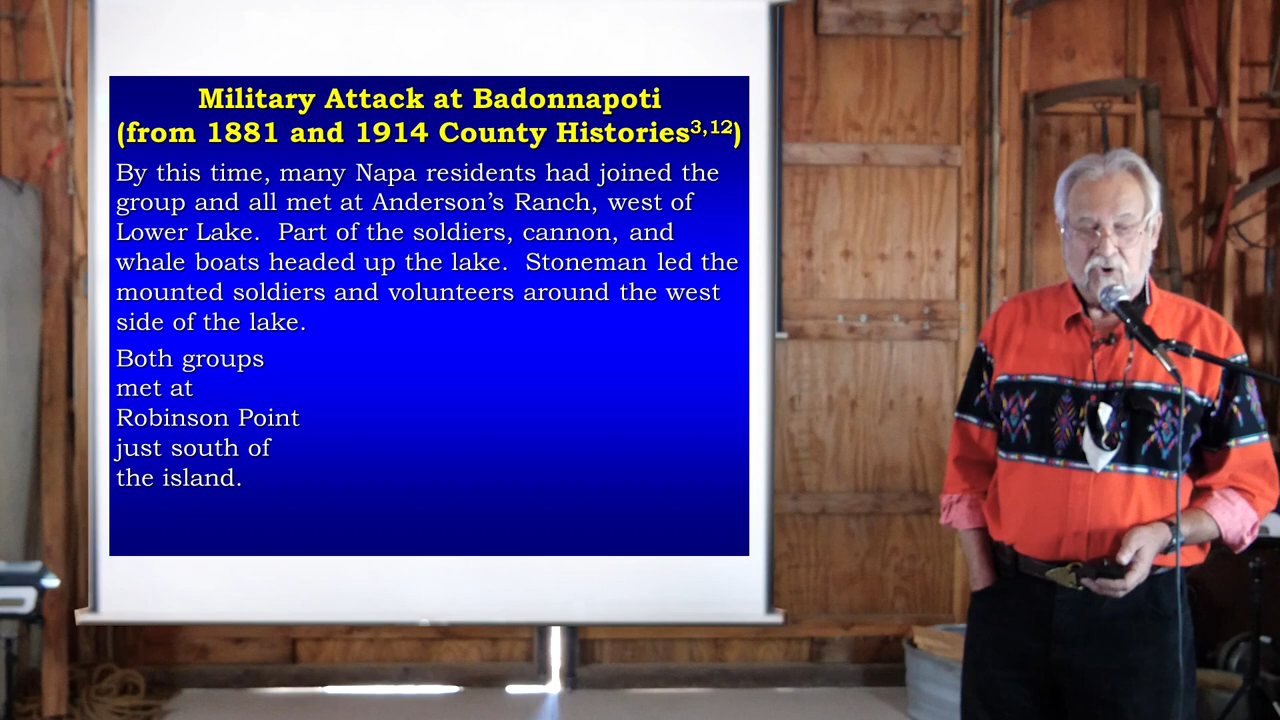 Military Attack at Badonnapoti
(from 1881 and 1914 County Histories3,12)
By this time, many Napa residents had joined the
group and all met at Anderson's Ranch, west of
Lower Lake.  Part of the soldiers, cannon, and
whale boats headed up the lake.  Stoneman led the
mounted soldiers and volunteers around the west
side of the lake.
Both groups
met at
Robinson Point
just south of
the island.